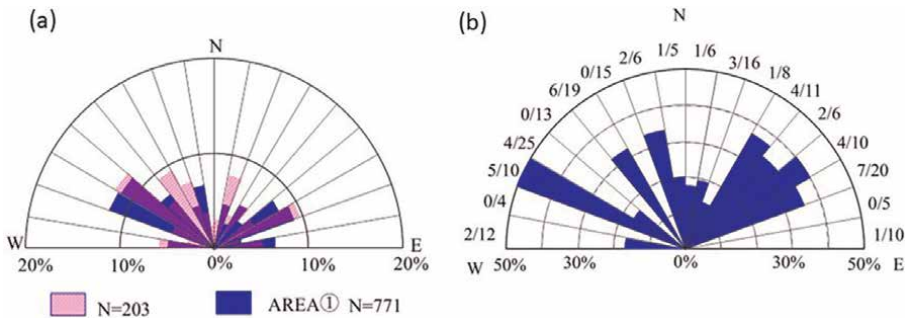 (a)
N
W
E
20%
10%
0%
10%
20%
N=203
AREA① N=771
(b)
N
2/12
0/4
5/10
4/25
0/13
6/19
0/15
2/6
1/5
1/6
3/16
1/8
4/11
2/6
4/10
7/20
0/5
1/10
W
50%
30%
0%
30%
50%
E